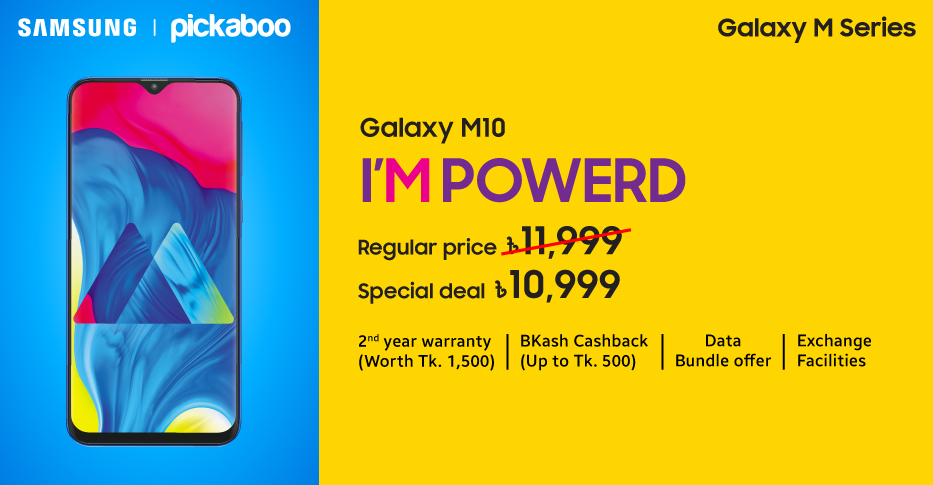 SAMSUNG | pickaboo
Galaxy M Series
Galaxy M10
I'M POWERD
Regular price ৳11,999
Special deal ৳10,999
2nd year warranty
(Worth Tk. 1,500)
BKash Cashback
(Up to Tk. 500)
Data
Bundle offer
Exchange
Facilities